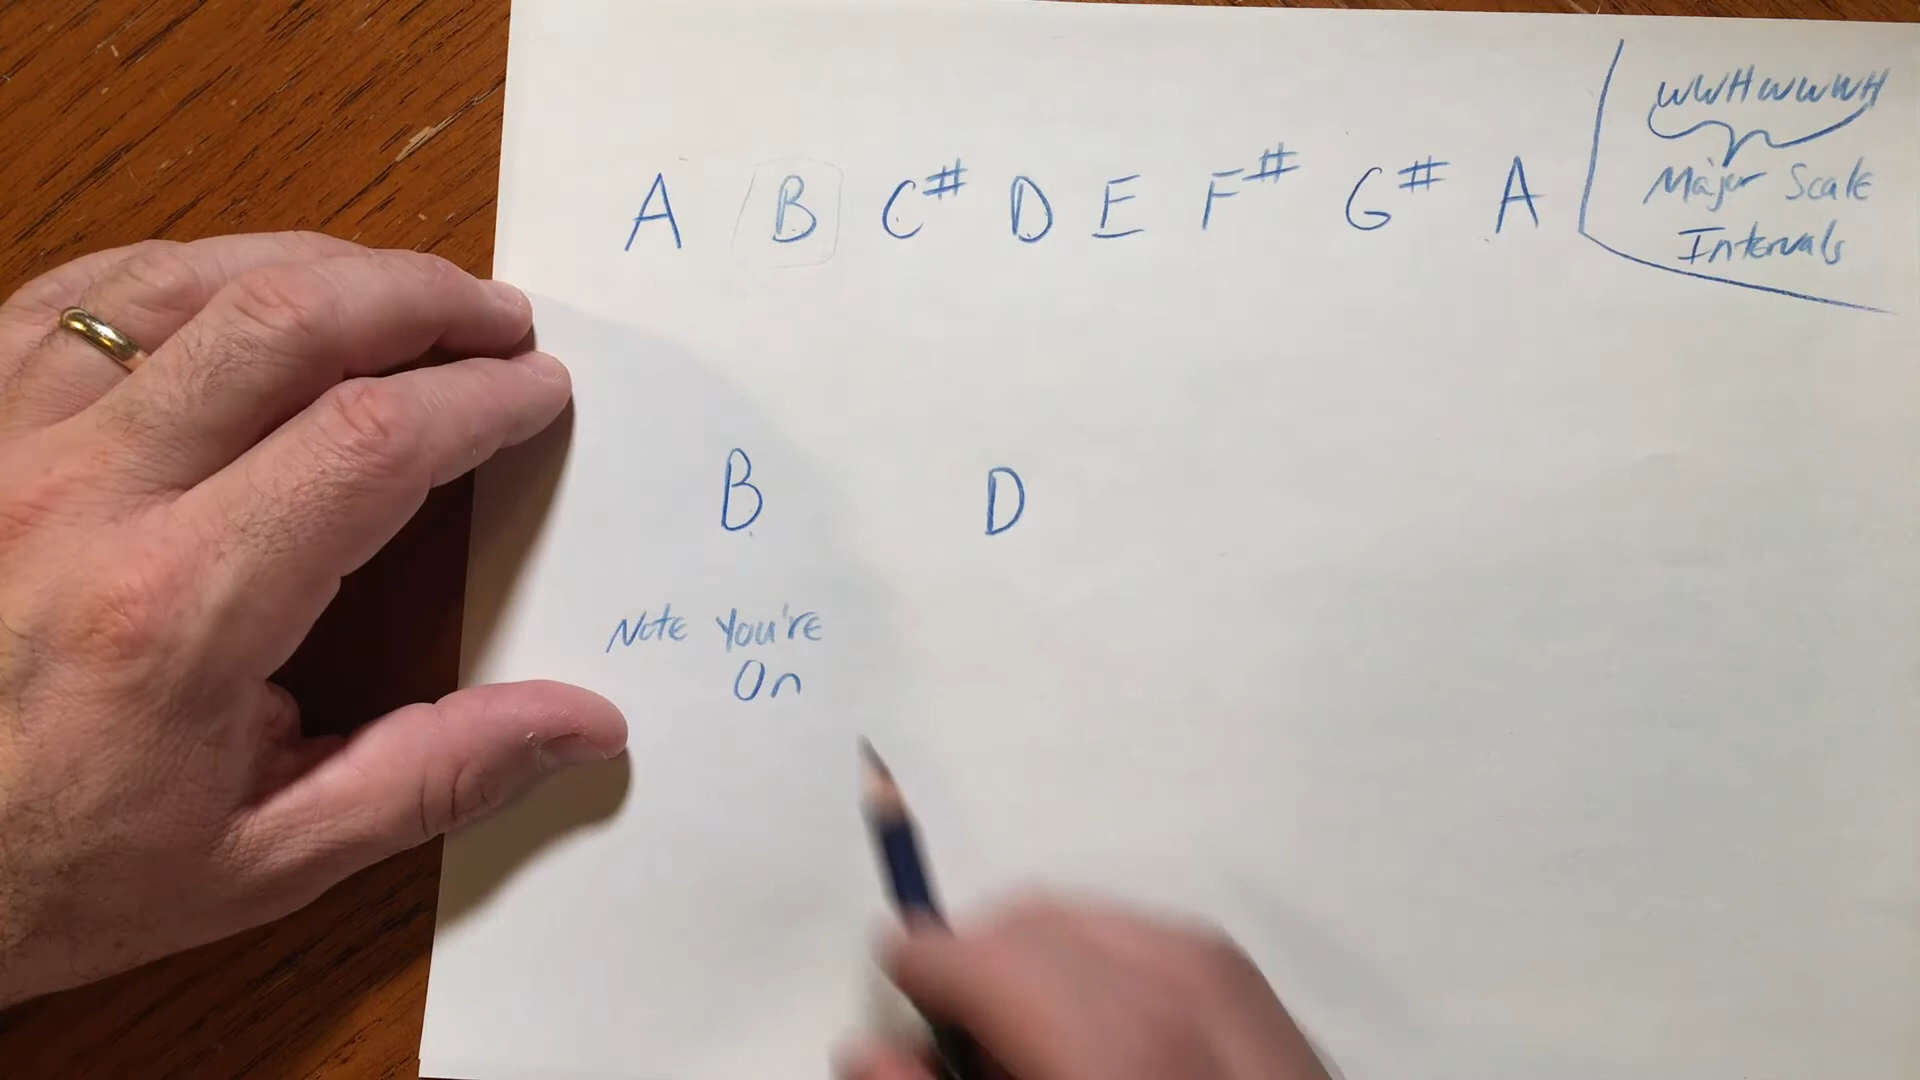 A B C# D E F# G# A
WWHWWWH
Major Scale
Intervals
B D
Note You're
On